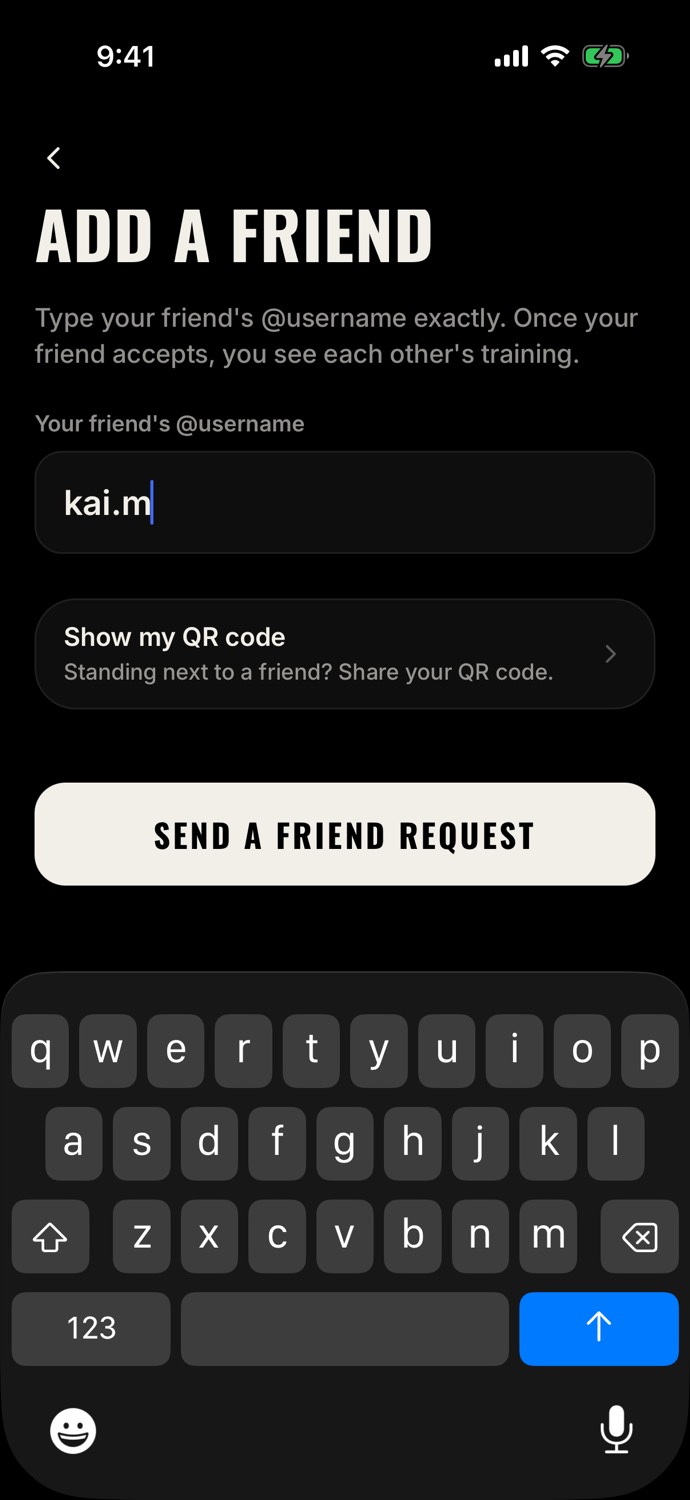 9:41
ADD A FRIEND
Type your friend's @username exactly. Once your
friend accepts, you see each other's training.
Your friend's @username
kai.m
Show my QR code
Standing next to a friend? Share your QR code.
SEND A FRIEND REQUEST
q w e r t y u i o p
a s d f g h j k l
z x c v b n m
123